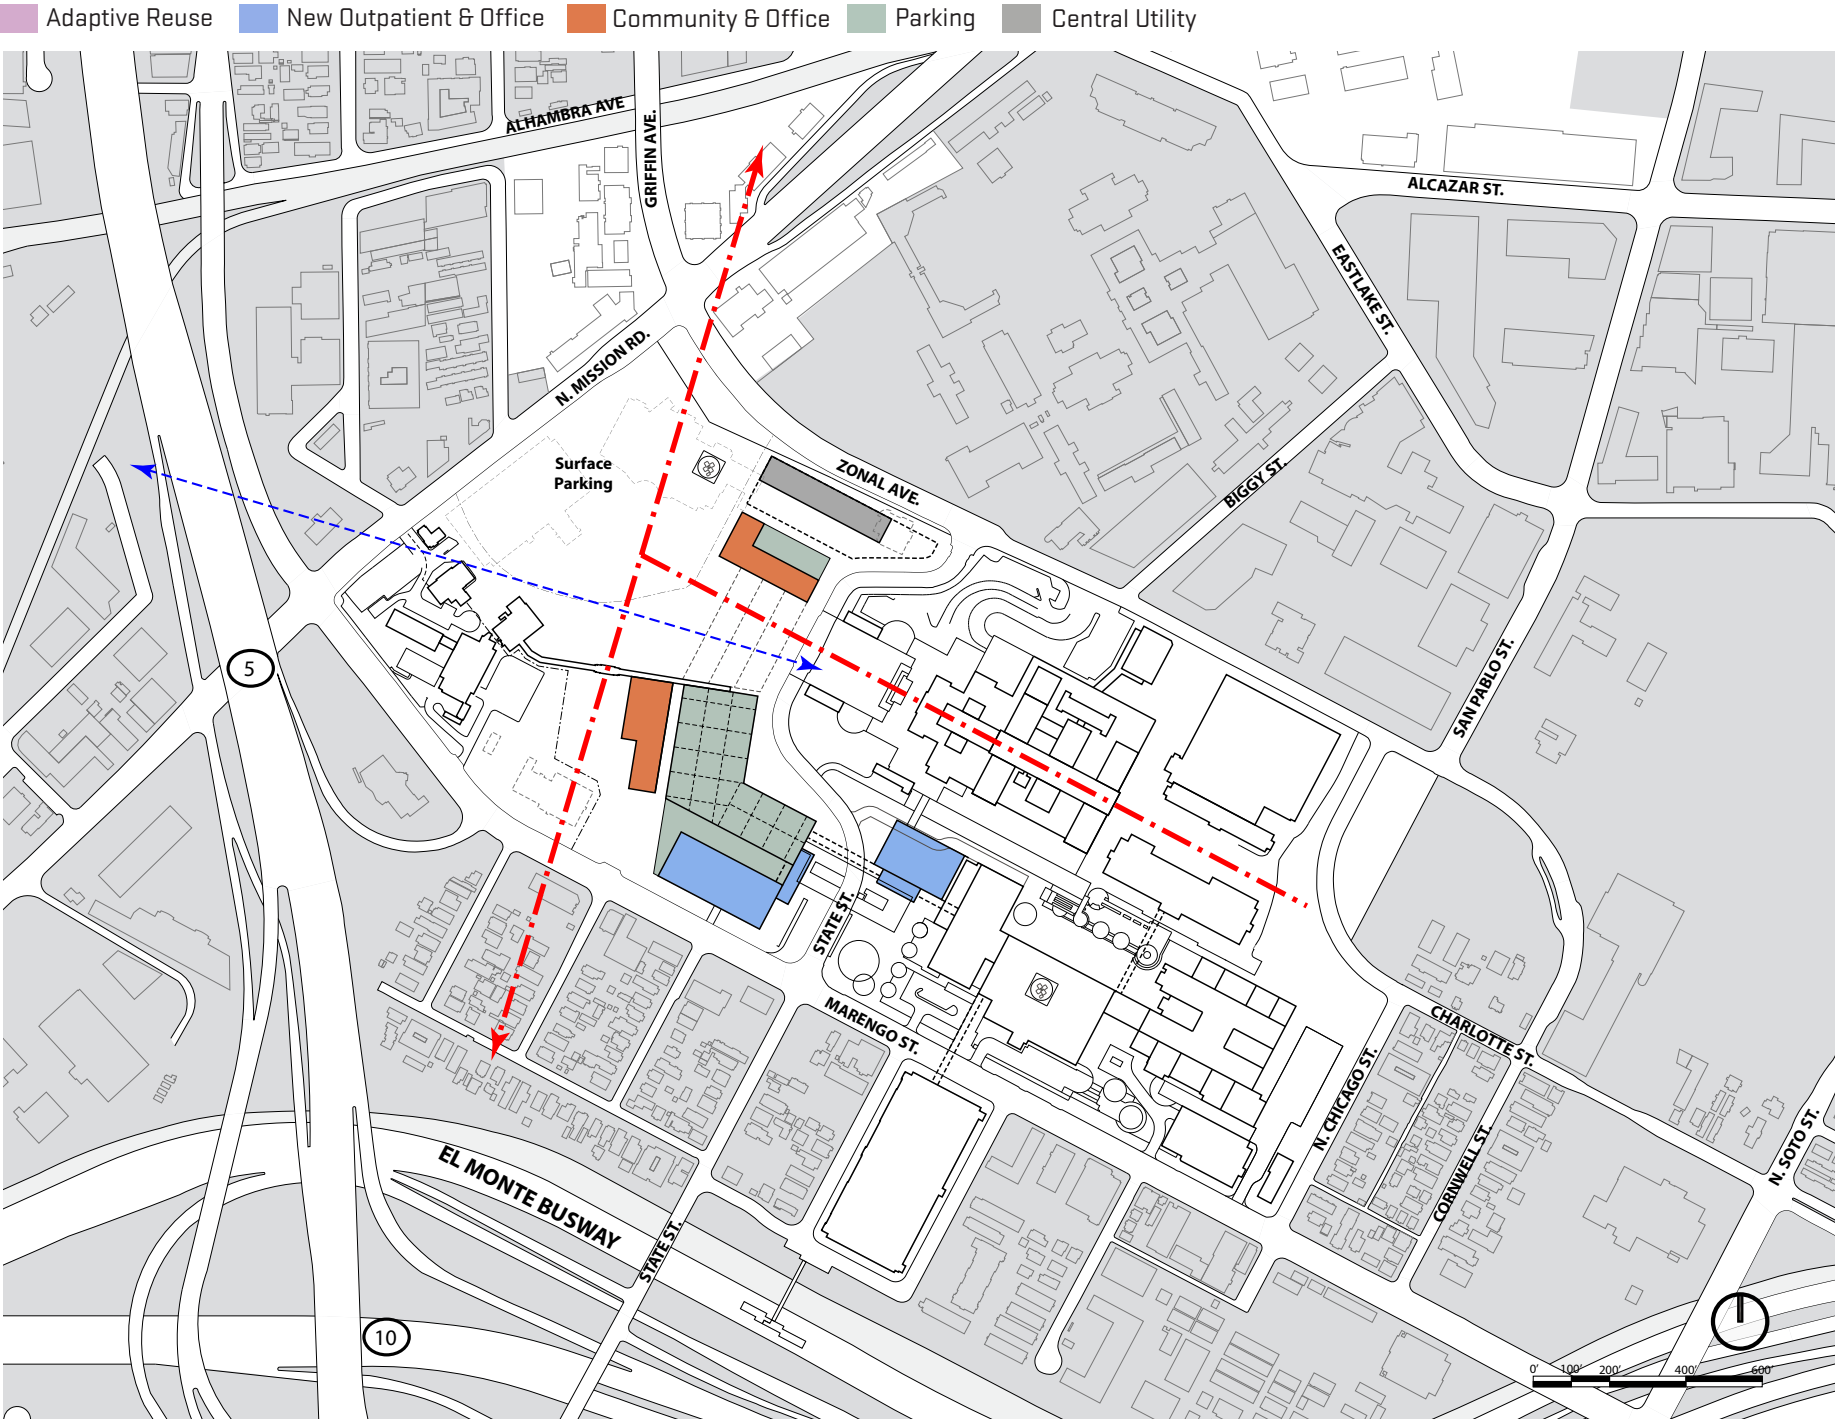 Adaptive Reuse
New Outpatient & Office
Community & Office
Parking
Central Utility
ALHAMBRA AVE
GRIFFIN AVE.
ALCAZAR ST.
EASTLAKE ST.
N. MISSION RD.
Surface
Parking
ZONAL AVE.
BIGGY ST.
SAN PABLO ST.
5
STATE ST.
MARENGO ST.
CHARLOTTE ST.
N. CHICAGO ST.
CORNWELL ST.
N. SOTO ST.
EL MONTE BUSWAY
STATE ST.
10
0' 100' 200' 400' 600'